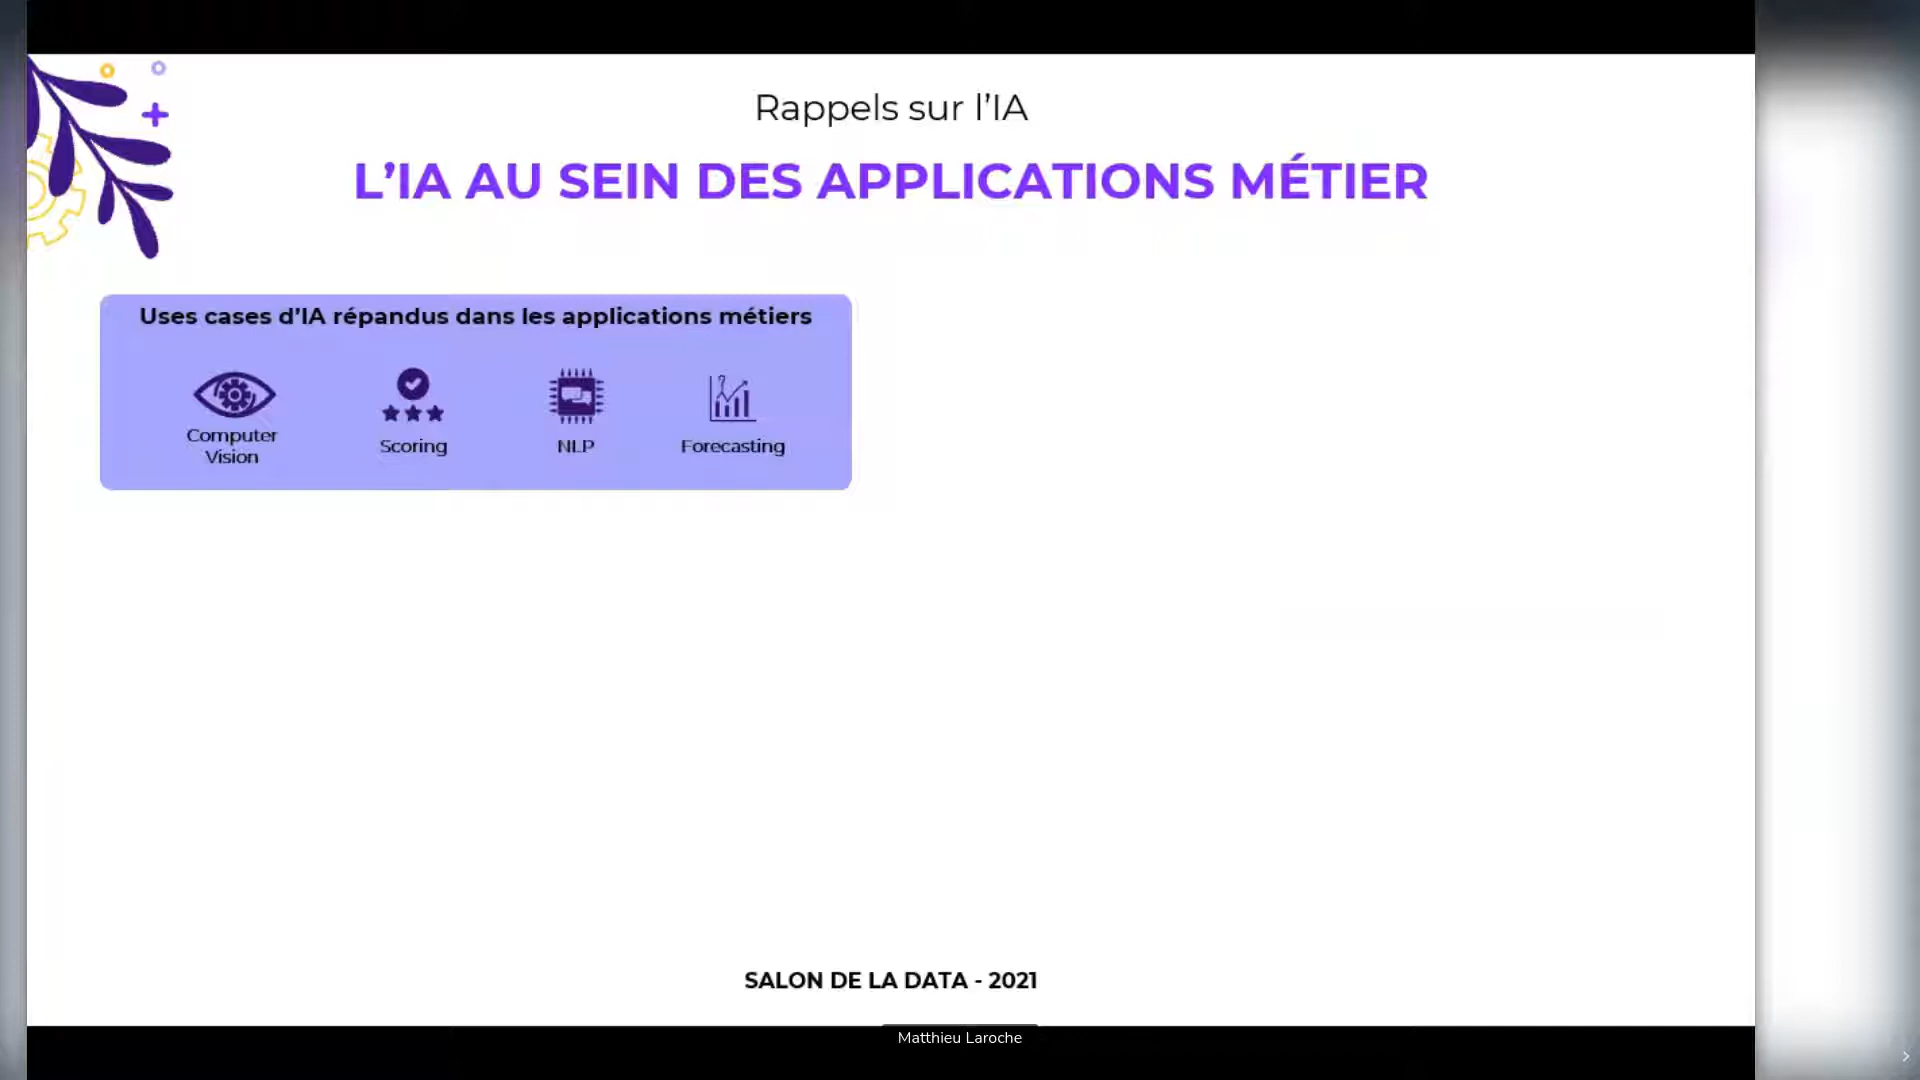 Rappels sur l’IA
L’IA AU SEIN DES APPLICATIONS MÉTIER
Uses cases d’IA répandus dans les applications métiers
Computer
Vision
Scoring
NLP
Forecasting
SALON DE LA DATA - 2021
Matthieu Laroche